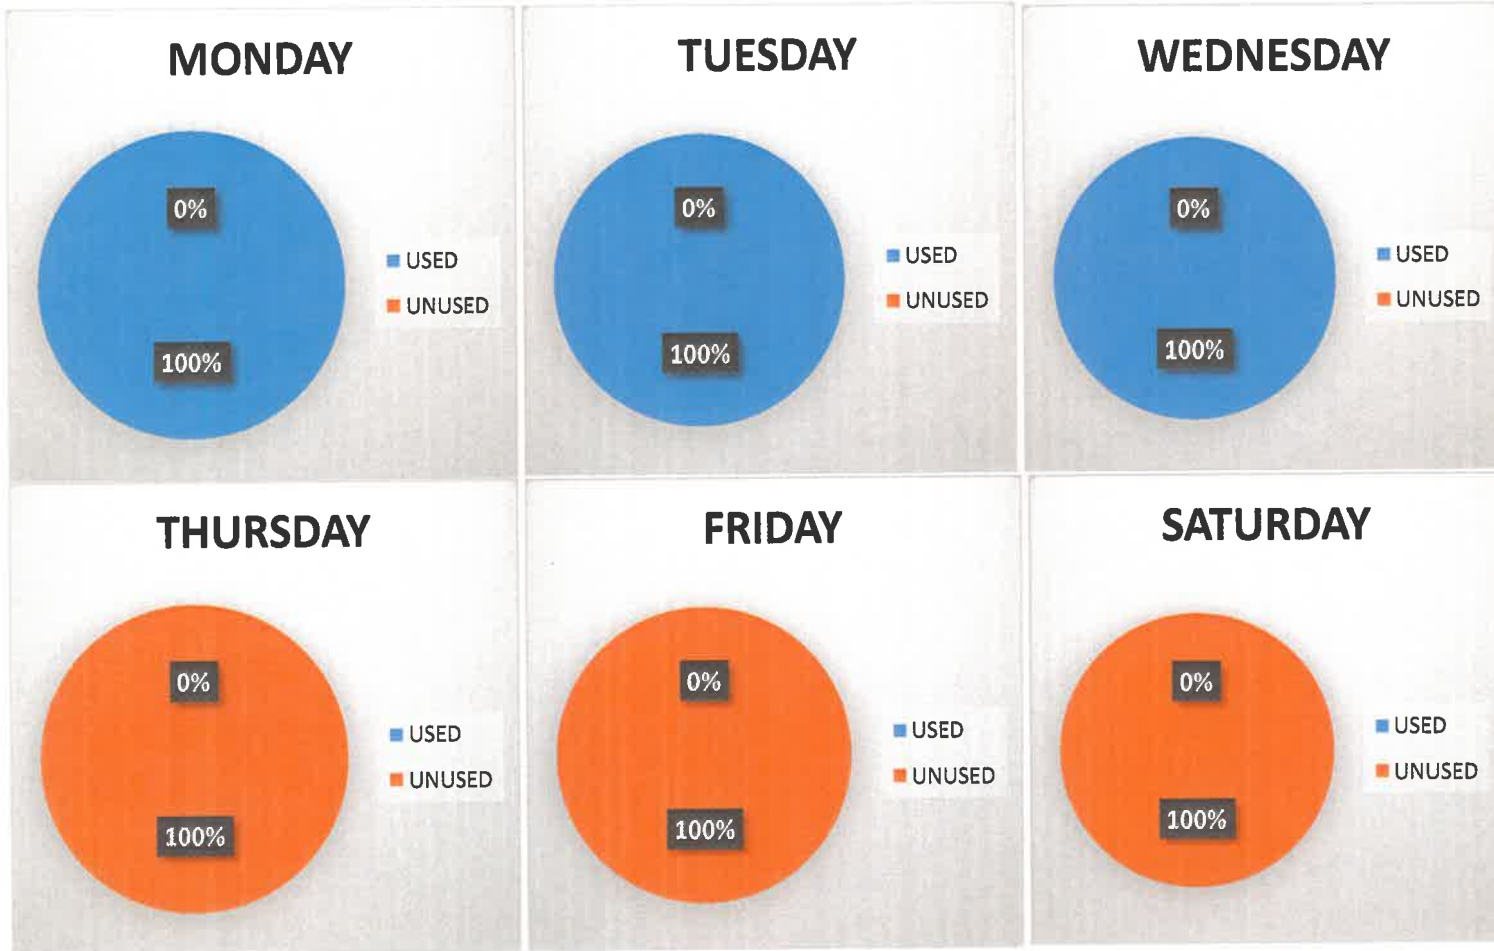 MONDAY
0%
100%
USED
UNUSED
TUESDAY
0%
100%
USED
UNUSED
WEDNESDAY
0%
100%
USED
UNUSED
THURSDAY
0%
100%
USED
UNUSED
FRIDAY
0%
100%
USED
UNUSED
SATURDAY
0%
100%
USED
UNUSED